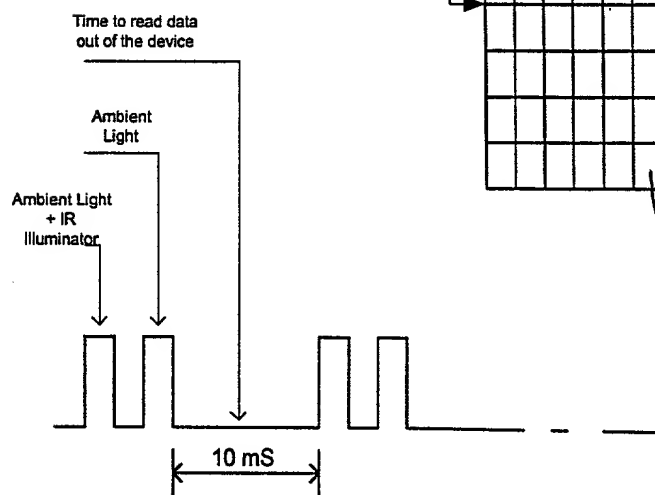 Time to read data
out of the device
Ambient
Light
Ambient Light
+ IR
Illuminator
10 mS